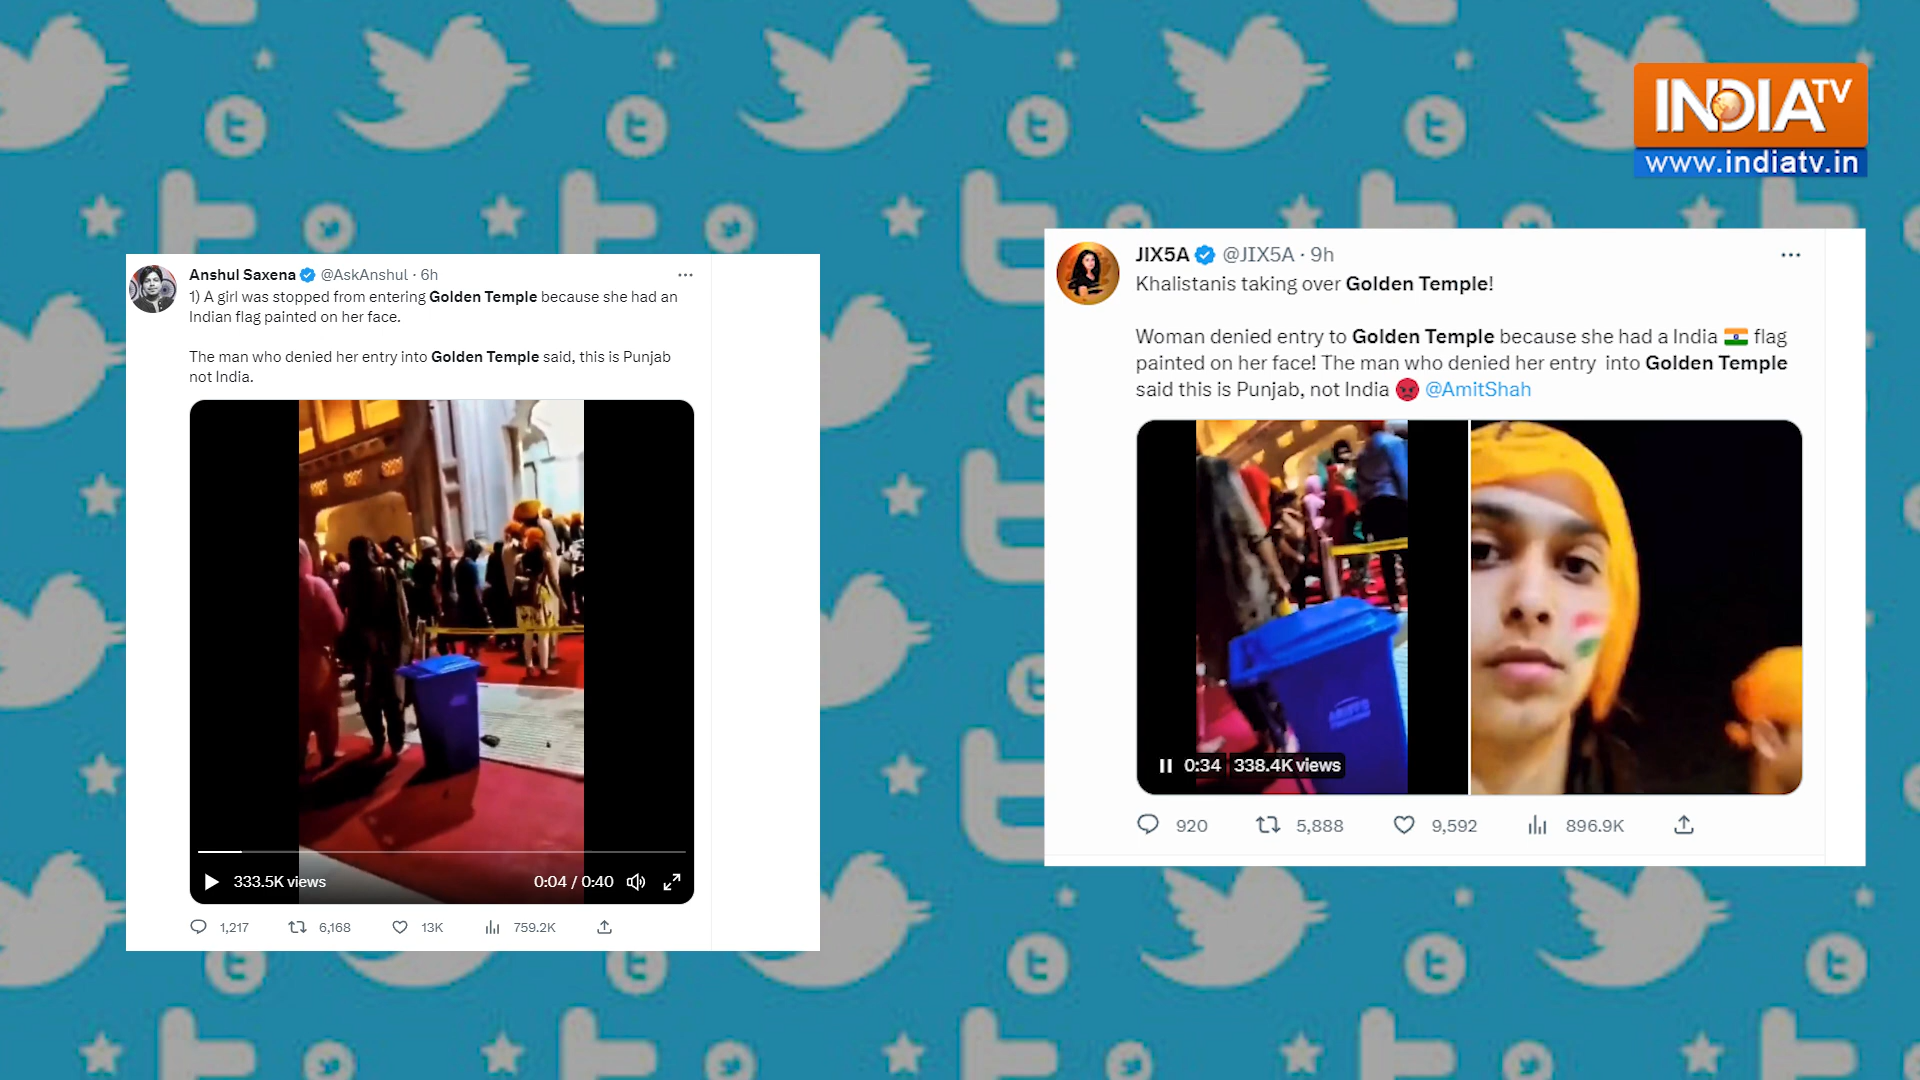 INDIA TV
www.indiatv.in
Anshul Saxena @AskAnshul · 6h
1) A girl was stopped from entering Golden Temple because she had an
Indian flag painted on her face.
The man who denied her entry into Golden Temple said, this is Punjab
not India.
333.5K views
0:04 / 0:40
1,217 6,168 13K 759.2K
JIX5A @JIX5A · 9h
Khalistanis taking over Golden Temple!
Woman denied entry to Golden Temple because she had a India 🇮🇳 flag
painted on her face! The man who denied her entry into Golden Temple
said this is Punjab, not India 😡 @AmitShah
0:34 338.4K views
920 5,888 9,592 896.9K